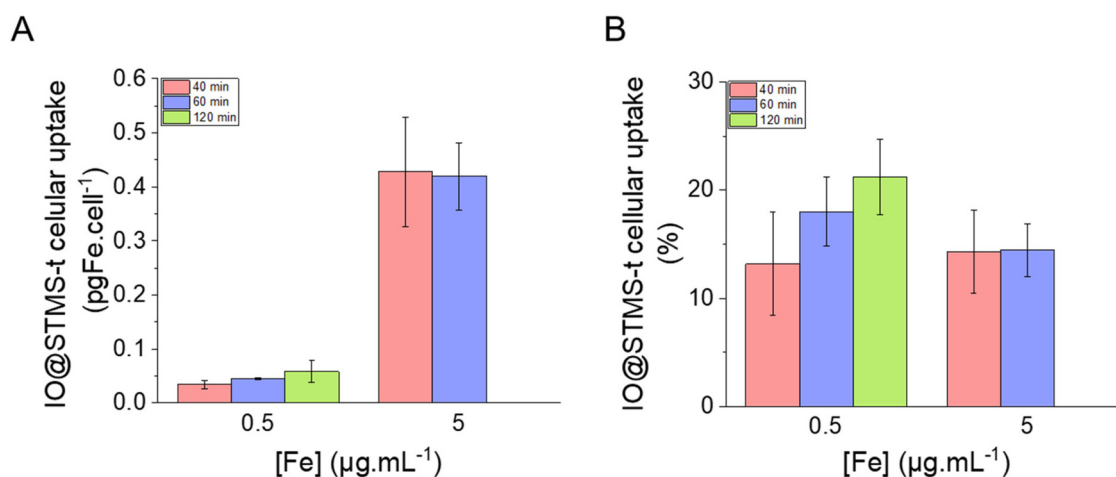 A
IO@STMS-t celular uptake
(pgFe.cell⁻¹)
0.6
0.5
0.4
0.3
0.2
0.1
0.0
40 min
60 min
120 min
0.5
5
[Fe] (µg.mL⁻¹)
B
IO@STMS-t cellular uptake
(%)
30
20
10
0
40 min
60 min
120 min
0.5
5
[Fe] (µg.mL⁻¹)